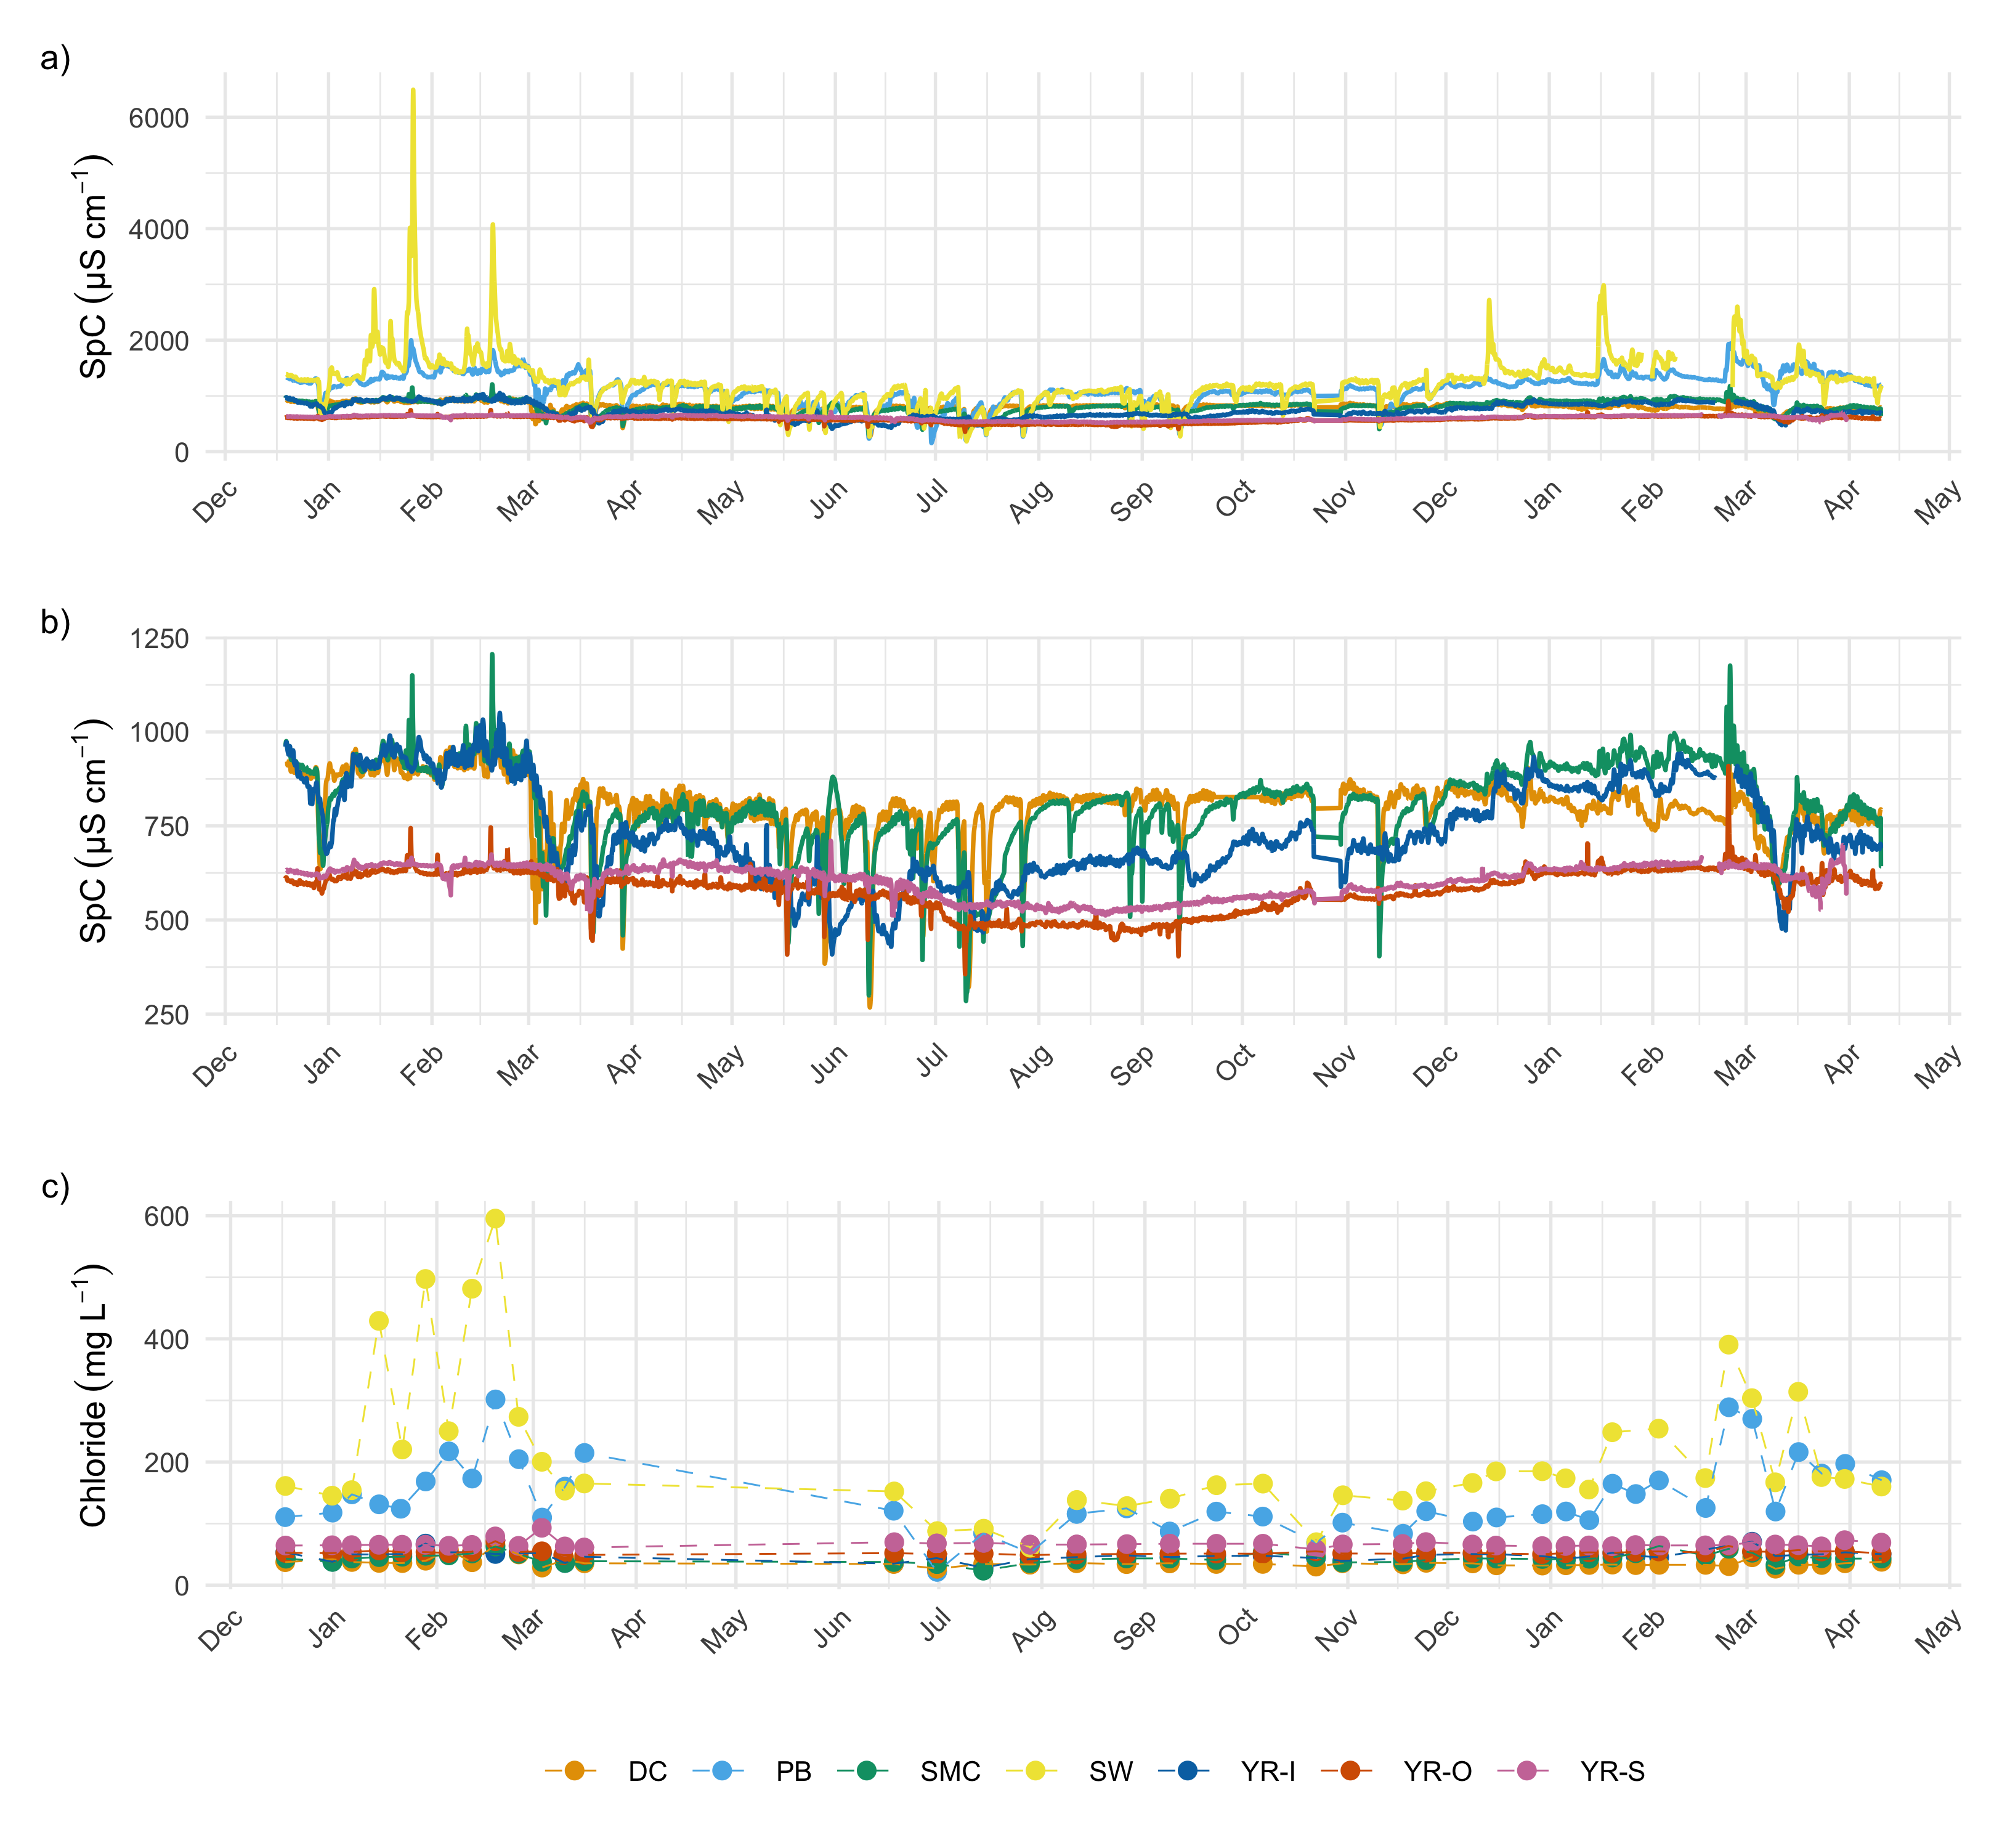 a)
SpC (µS cm⁻¹)
6000
4000
2000
0
Dec Jan Feb Mar Apr May Jun Jul Aug Sep Oct Nov Dec Jan Feb Mar Apr May
b)
SpC (µS cm⁻¹)
1250
1000
750
500
250
Dec Jan Feb Mar Apr May Jun Jul Aug Sep Oct Nov Dec Jan Feb Mar Apr May
c)
Chloride (mg L⁻¹)
600
400
200
0
Dec Jan Feb Mar Apr May Jun Jul Aug Sep Oct Nov Dec Jan Feb Mar Apr May
DC PB SMC SW YR-I YR-O YR-S